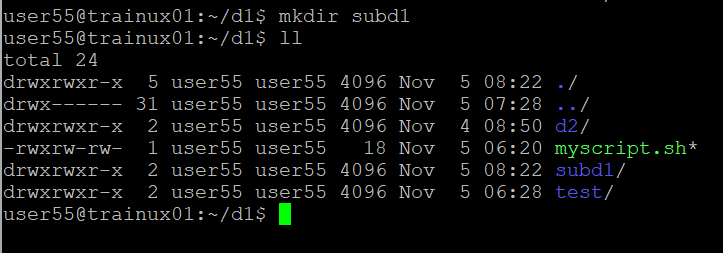 user55@trainux01:~/d1$ mkdir subd1
user55@trainux01:~/d1$ ll
total 24
drwxrwxr-x  5 user55 user55 4096 Nov  5 08:22 ./
drwx------ 31 user55 user55 4096 Nov  5 07:28 ../
drwxrwxr-x  2 user55 user55 4096 Nov  4 08:50 d2/
-rwxrw-rw-  1 user55 user55   18 Nov  5 06:20 myscript.sh*
drwxrwxr-x  2 user55 user55 4096 Nov  5 08:22 subd1/
drwxrwxr-x  2 user55 user55 4096 Nov  5 06:28 test/
user55@trainux01:~/d1$